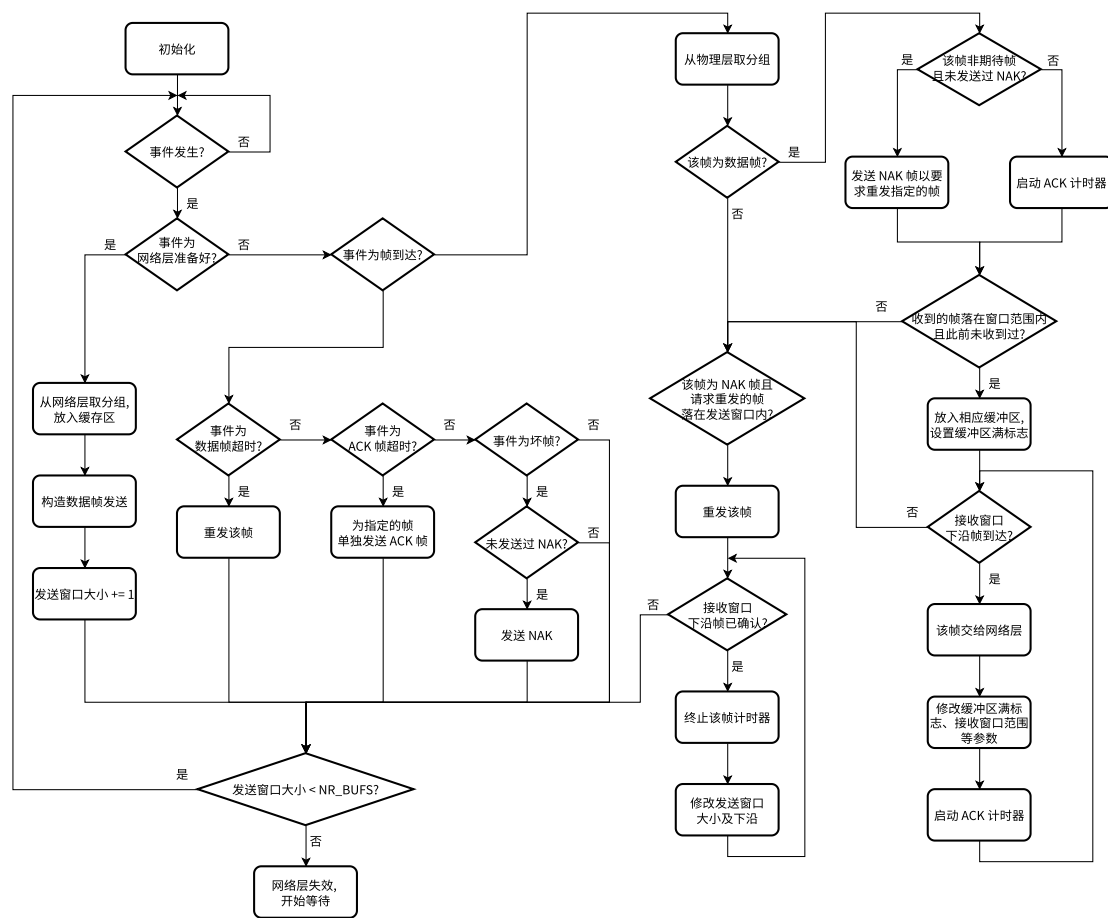 初始化
事件发生?
否
是
事件为
网络层准备好?
是
否
从网络层取分组,
放入缓存区
构造数据帧发送
发送窗口大小 += 1
事件为帧到达?
事件为
数据帧超时?
否
是
重发该帧
事件为
ACK 帧超时?
否
是
为指定的帧
单独发送 ACK 帧
事件为坏帧?
否
是
未发送过 NAK?
否
是
发送 NAK
发送窗口大小 < NR_BUFS?
是
否
网络层失效,
开始等待
从物理层取分组
该帧为数据帧?
是
否
该帧为 NAK 帧且
请求重发的帧
落在发送窗口内?
重发该帧
接收窗口
下沿帧已确认?
否
是
终止该帧计时器
修改发送窗口
大小及下沿
该帧非期待帧
且未发送过 NAK?
是
否
发送 NAK 帧以要
求重发指定的帧
启动 ACK 计时器
收到的帧落在窗口范围内
且此前未收到过?
否
是
放入相应缓冲区,
设置缓冲区满标志
接收窗口
下沿帧到达?
否
是
该帧交给网络层
修改缓冲区满标
志、接收窗口范围
等参数
启动 ACK 计时器